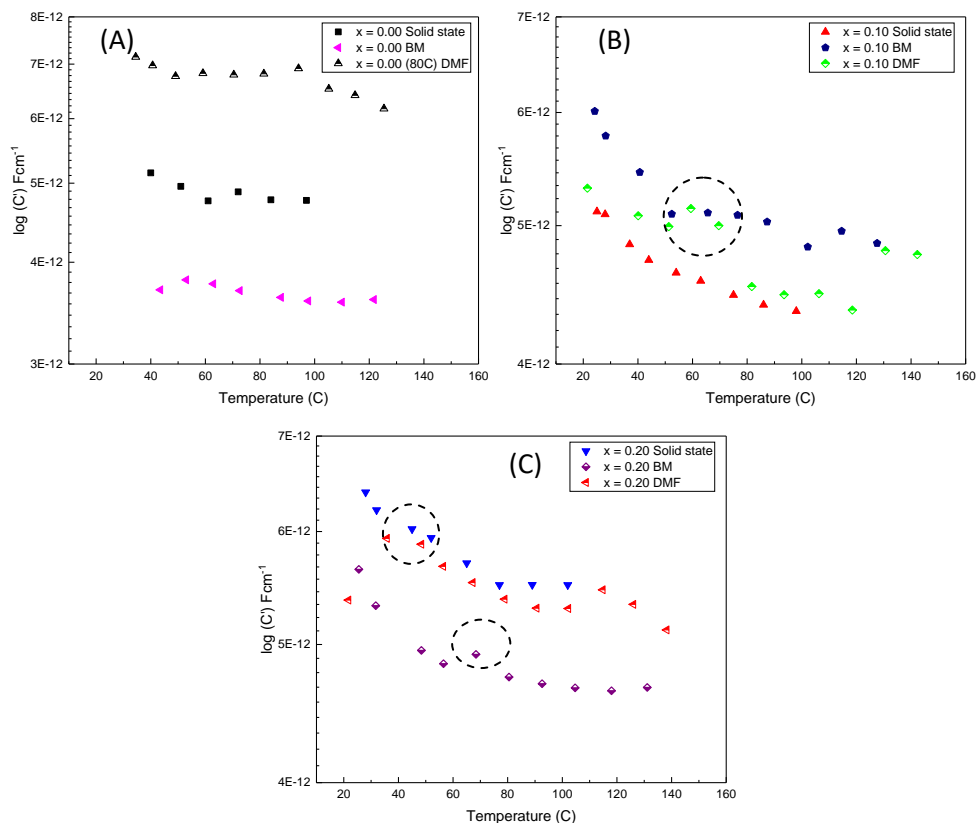 (A)
8E-12
7E-12
6E-12
5E-12
4E-12
3E-12
log (C') Fcm-1
x = 0.00 Solid state
x = 0.00 BM
x = 0.00 (80C) DMF
20 40 60 80 100 120 140 160
Temperature (C)
(B)
7E-12
6E-12
5E-12
4E-12
log (C') Fcm-1
x = 0.10 Solid state
x = 0.10 BM
x = 0.10 DMF
20 40 60 80 100 120 140 160
Temperature (C)
(C)
7E-12
6E-12
5E-12
4E-12
log (C') Fcm-1
x = 0.20 Solid state
x = 0.20 BM
x = 0.20 DMF
20 40 60 80 100 120 140 160
Temperature (C)